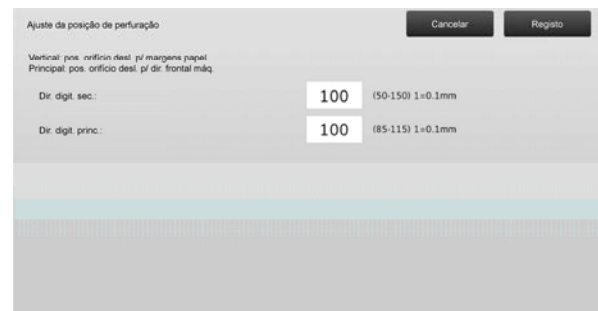 Ajuste da posição de perfuração
Cancelar
Registo
Vertical: pos. orifício desl. p/ margens papel.
Principal: pos. orifício desl. p/ dir. frontal máq.
Dir. digit. sec.:
100
(50-150) 1=0.1mm
Dir. digit. princ.:
100
(85-115) 1=0.1mm